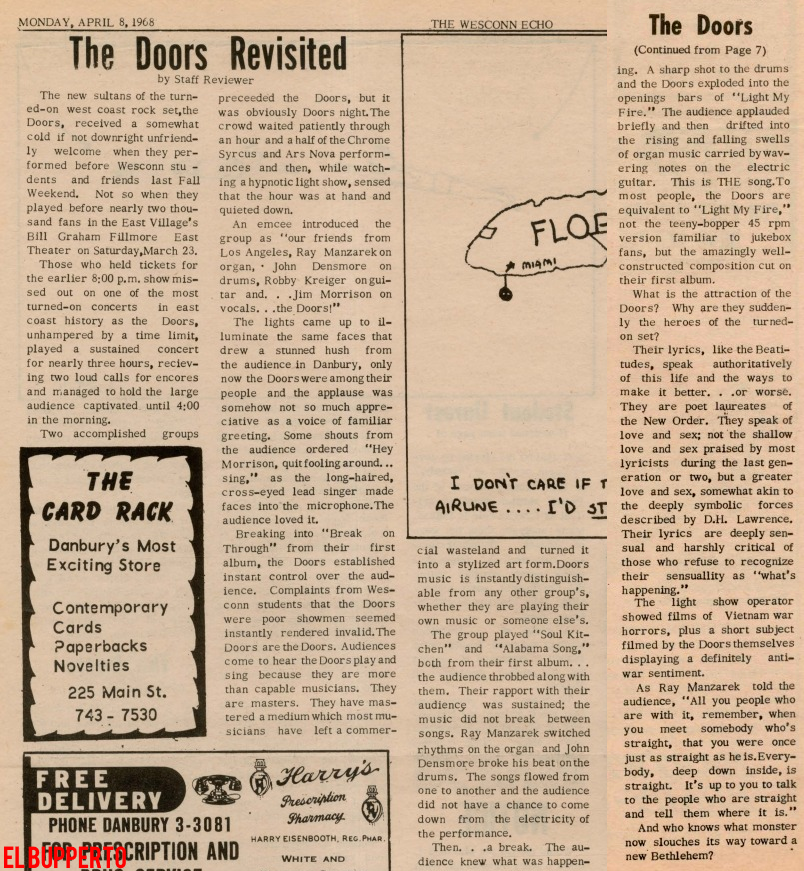 MONDAY, APRIL 8, 1968
THE WESCONN ECHO
The Doors Revisited
by Staff Reviewer
The new sultans of the turn-
ed-on west coast rock set,the
Doors, received a somewhat
cold if not downright unfriend-
ly welcome when they per-
formed before Wesconn stu -
dents and friends last Fall
Weekend. Not so when they
played before nearly two thou-
sand fans in the East Village's
Bill Graham Fillmore East
Theater on Saturday,March 23.
Those who held tickets for
the earlier 8;00 p.m. show mis-
sed out on one of the most
turned-on concerts in east
coast history as the Doors,
unhampered by a time limit,
played a sustained concert
for nearly three hours, reciev-
ing two loud calls for encores
and managed to hold the large
audience captivated until 4;00
in the morning.
Two accomplished groups
preceeded the Doors, but it
was obviously Doors night.The
crowd waited patiently through
an hour and a half of the Chrome
Syrcus and Ars Nova perform-
ances and then, while watch-
ing a hypnotic light show, sensed
that the hour was at hand and
quieted down.
An emcee introduced the
group as "our friends from
Los Angeles, Ray Manzarek on
organ, John Densmore on
drums, Robby Kreiger on gui-
tar and. . .Jim Morrison on
vocals. . .the Doors!"
The lights came up to il-
luminate the same faces that
drew a stunned hush from
the audience in Danbury, only
now the Doors were among their
people and the applause was
somehow not so much appre-
ciative as a voice of familiar
greeting. Some shouts from
the audience ordered "Hey
Morrison, quit fooling around...
sing," as the long-haired,
cross-eyed lead singer made
faces into the microphone.The
audience loved it.
Breaking into "Break on
Through" from their first
album, the Doors established
instant control over the aud-
ience. Complaints from Wes-
conn students that the Doors
were poor showmen seemed
instantly rendered invalid.The
Doors are the Doors. Audiences
come to hear the Doors play and
sing because they are more
than capable musicians. They
are masters. They have mas-
tered a medium which most mu-
sicians have left a commer-
cial wasteland and turned it
into a stylized art form.Doors
music is instantly distinguish-
able from any other group's,
whether they are playing their
own music or someone else's.
The group played "Soul Kit-
chen" and "Alabama Song,"
both from their first album. . .
the audience throbbed along with
them. Their rapport with their
audience was sustained; the
music did not break between
songs. Ray Manzarek switched
rhythms on the organ and John
Densmore broke his beat on the
drums. The songs flowed from
one to another and the audience
did not have a chance to come
down from the electricity of
the performance.
Then. . .a break. The au-
dience knew what was happen-
The Doors
(Continued from Page 7)
ing. A sharp shot to the drums
and the Doors exploded into the
openings bars of "Light My
Fire." The audience applauded
briefly and then drifted into
the rising and falling swells
of organ music carried by wav-
ering notes on the electric
guitar. This is THE song.To
most people, the Doors are
equivalent to "Light My Fire,"
not the teeny-bopper 45 rpm
version familiar to jukebox
fans, but the amazingly well-
constructed composition cut on
their first album.
What is the attraction of the
Doors? Why are they sudden-
ly the heroes of the turned-
on set?
Their lyrics, like the Beati-
tudes, speak authoritatively
of this life and the ways to
make it better. . .or worse.
They are poet laureates of
the New Order. They speak of
love and sex; not the shallow
love and sex praised by most
lyricists during the last gen-
eration or two, but a greater
love and sex, somewhat akin to
the deeply symbolic forces
described by D.H. Lawrence.
Their lyrics are deeply sen-
sual and harshly critical of
those who refuse to recognize
their sensuallity as "what's
happening."
The light show operator
showed films of Vietnam war
horrors, plus a short subject
filmed by the Doors themselves
displaying a definitely anti-
war sentiment.
As Ray Manzarek told the
audience, "All you people who
are with it, remember, when
you meet somebody who's
straight, that you were once
just as straight as he is.Every-
body, deep down inside, is
straight. It's up to you to talk
to the people who are straight
and tell them where it is."
And who knows what monster
now slouches its way toward a
new Bethlehem?
FLO
MIAMI
I DON'T CARE IF T
AIRLINE .... I'D ST
THE
CARD RACK
Danbury's Most
Exciting Store
Contemporary
Cards
Paperbacks
Novelties
225 Main St.
743 - 7530
FREE
DELIVERY
PHONE DANBURY 3-3081
FOR PRESCRIPTION AND
DRUG SERVICE
Harry's
Prescription
Pharmacy
HARRY EISENBOOTH, REG. PHAR.
WHITE AND
ELBUPPERTO